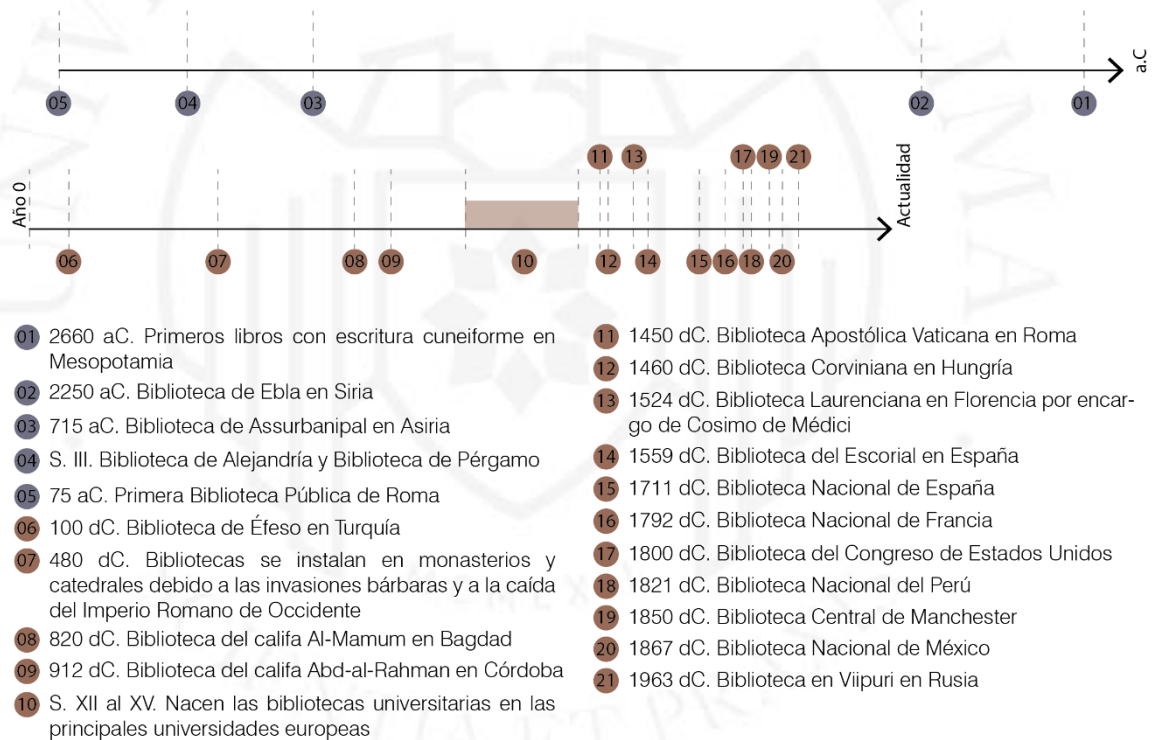 a.C
05 04 03 02 01
11 13 17 19 21
Año 0
Actualidad
06 07 08 09 10 12 14 15 16 18 20
01 2660 aC. Primeros libros con escritura cuneiforme en
Mesopotamia
02 2250 aC. Biblioteca de Ebla en Siria
03 715 aC. Biblioteca de Assurbanipal en Asiria
04 S. III. Biblioteca de Alejandría y Biblioteca de Pérgamo
05 75 aC. Primera Biblioteca Pública de Roma
06 100 dC. Biblioteca de Éfeso en Turquía
07 480 dC. Bibliotecas se instalan en monasterios y
catedrales debido a las invasiones bárbaras y a la caída
del Imperio Romano de Occidente
08 820 dC. Biblioteca del califa Al-Mamum en Bagdad
09 912 dC. Biblioteca del califa Abd-al-Rahman en Córdoba
10 S. XII al XV. Nacen las bibliotecas universitarias en las
principales universidades europeas
11 1450 dC. Biblioteca Apostólica Vaticana en Roma
12 1460 dC. Biblioteca Corviniana en Hungría
13 1524 dC. Biblioteca Laurenciana en Florencia por encar-
go de Cosimo de Médici
14 1559 dC. Biblioteca del Escorial en España
15 1711 dC. Biblioteca Nacional de España
16 1792 dC. Biblioteca Nacional de Francia
17 1800 dC. Biblioteca del Congreso de Estados Unidos
18 1821 dC. Biblioteca Nacional del Perú
19 1850 dC. Biblioteca Central de Manchester
20 1867 dC. Biblioteca Nacional de México
21 1963 dC. Biblioteca en Viipuri en Rusia